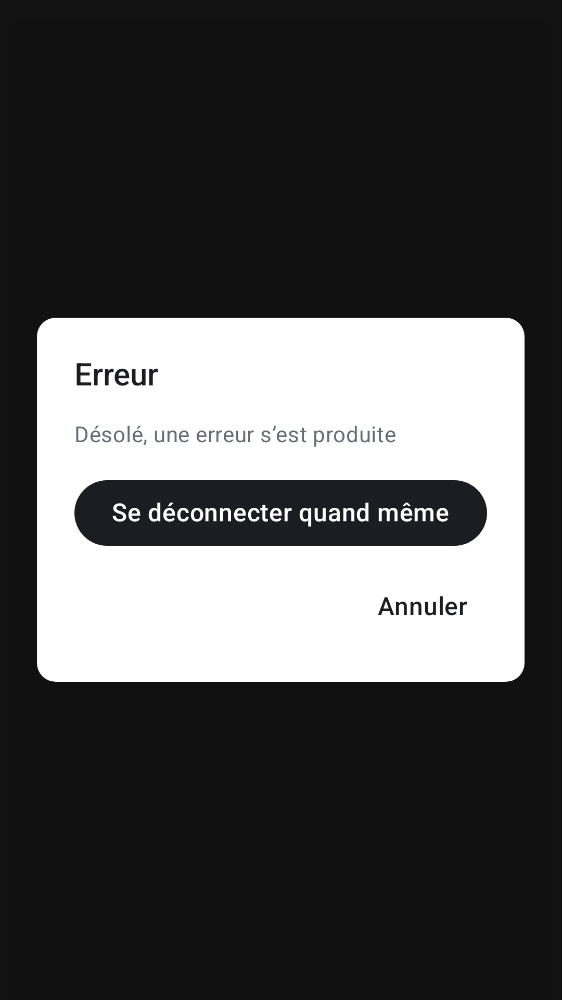 Erreur
Désolé, une erreur s’est produite
Se déconnecter quand même
Annuler